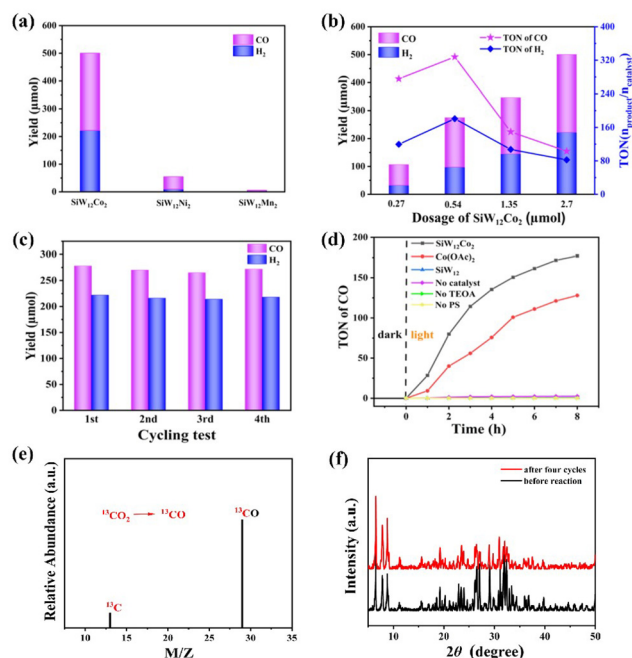 (a)
600
500
400
300
200
100
0
Yield (μmol)
CO
H₂
SiW₁₂Co₂
SiW₁₂Ni₂
SiW₁₂Mn₂
(b)
600
500
400
300
200
100
0
Yield (μmol)
CO
H₂
TON of CO
TON of H₂
400
320
240
160
80
0
TON(nproduct/ncatalyst)
0.27
0.54
1.35
2.7
Dosage of SiW₁₂Co₂ (μmol)
(c)
300
250
200
150
100
50
0
Yield (μmol)
CO
H₂
1st
2nd
3rd
4th
Cycling test
(d)
200
150
100
50
0
TON of CO
SiW₁₂Co₂
Co(OAc)₂
SiW₁₂
No catalyst
No TEOA
No PS
dark
light
0
2
4
6
8
Time (h)
(e)
Relative Abundance (a.u.)
¹³CO₂ → ¹³CO
¹³CO
¹³C
10
15
20
25
30
35
M/Z
(f)
Intensity (a.u.)
after four cycles
before reaction
10
20
30
40
50
2θ (degree)